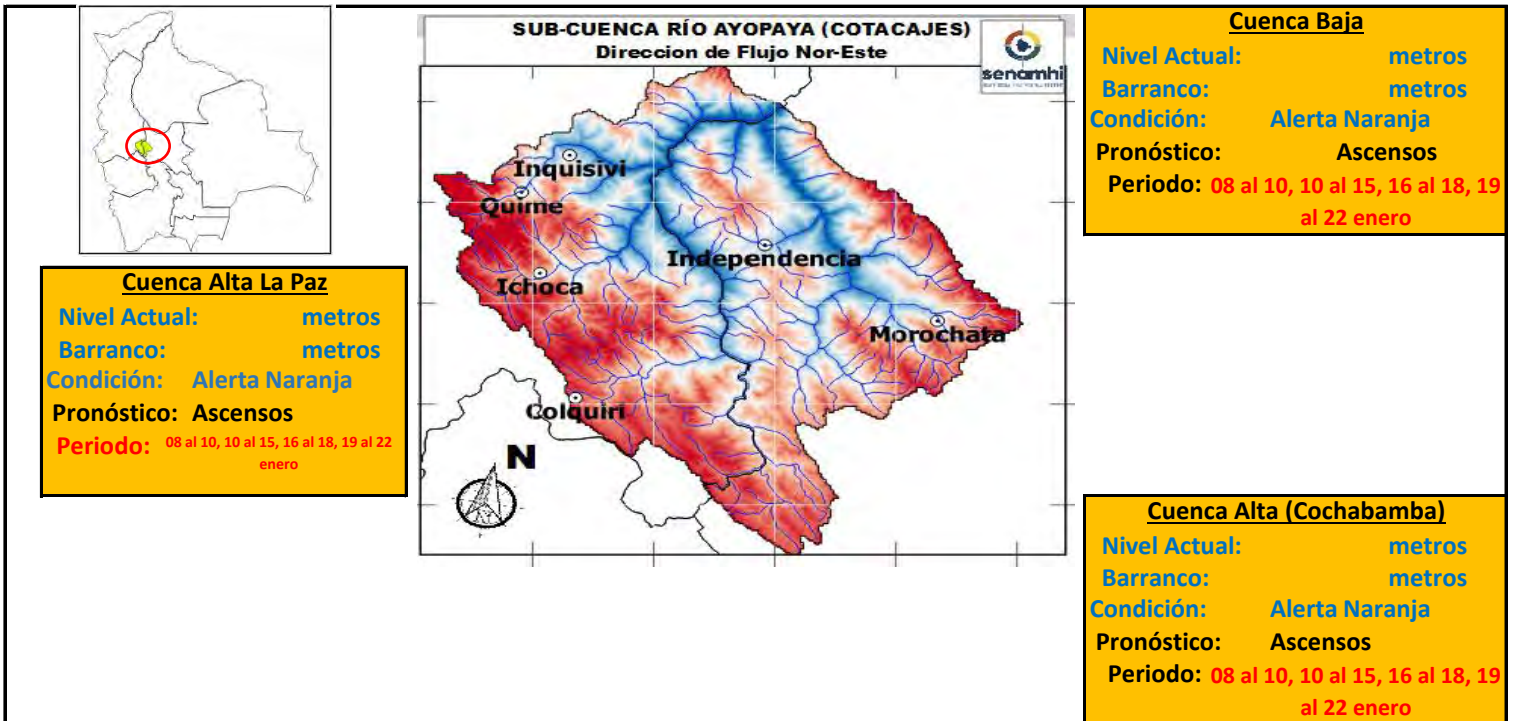 SUB-CUENCA RÍO AYOPAYA (COTACAJES)
Direccion de Flujo Nor-Este
senamhi
Inquisivi
Quime
Independencia
Ichoca
Morochata
Colquiri
N
Cuenca Alta La Paz
Nivel Actual: metros
Barranco: metros
Condición: Alerta Naranja
Pronóstico: Ascensos
Periodo: 08 al 10, 10 al 15, 16 al 18, 19 al 22
enero
Cuenca Baja
Nivel Actual: metros
Barranco: metros
Condición: Alerta Naranja
Pronóstico: Ascensos
Periodo: 08 al 10, 10 al 15, 16 al 18, 19
al 22 enero
Cuenca Alta (Cochabamba)
Nivel Actual: metros
Barranco: metros
Condición: Alerta Naranja
Pronóstico: Ascensos
Periodo: 08 al 10, 10 al 15, 16 al 18, 19
al 22 enero